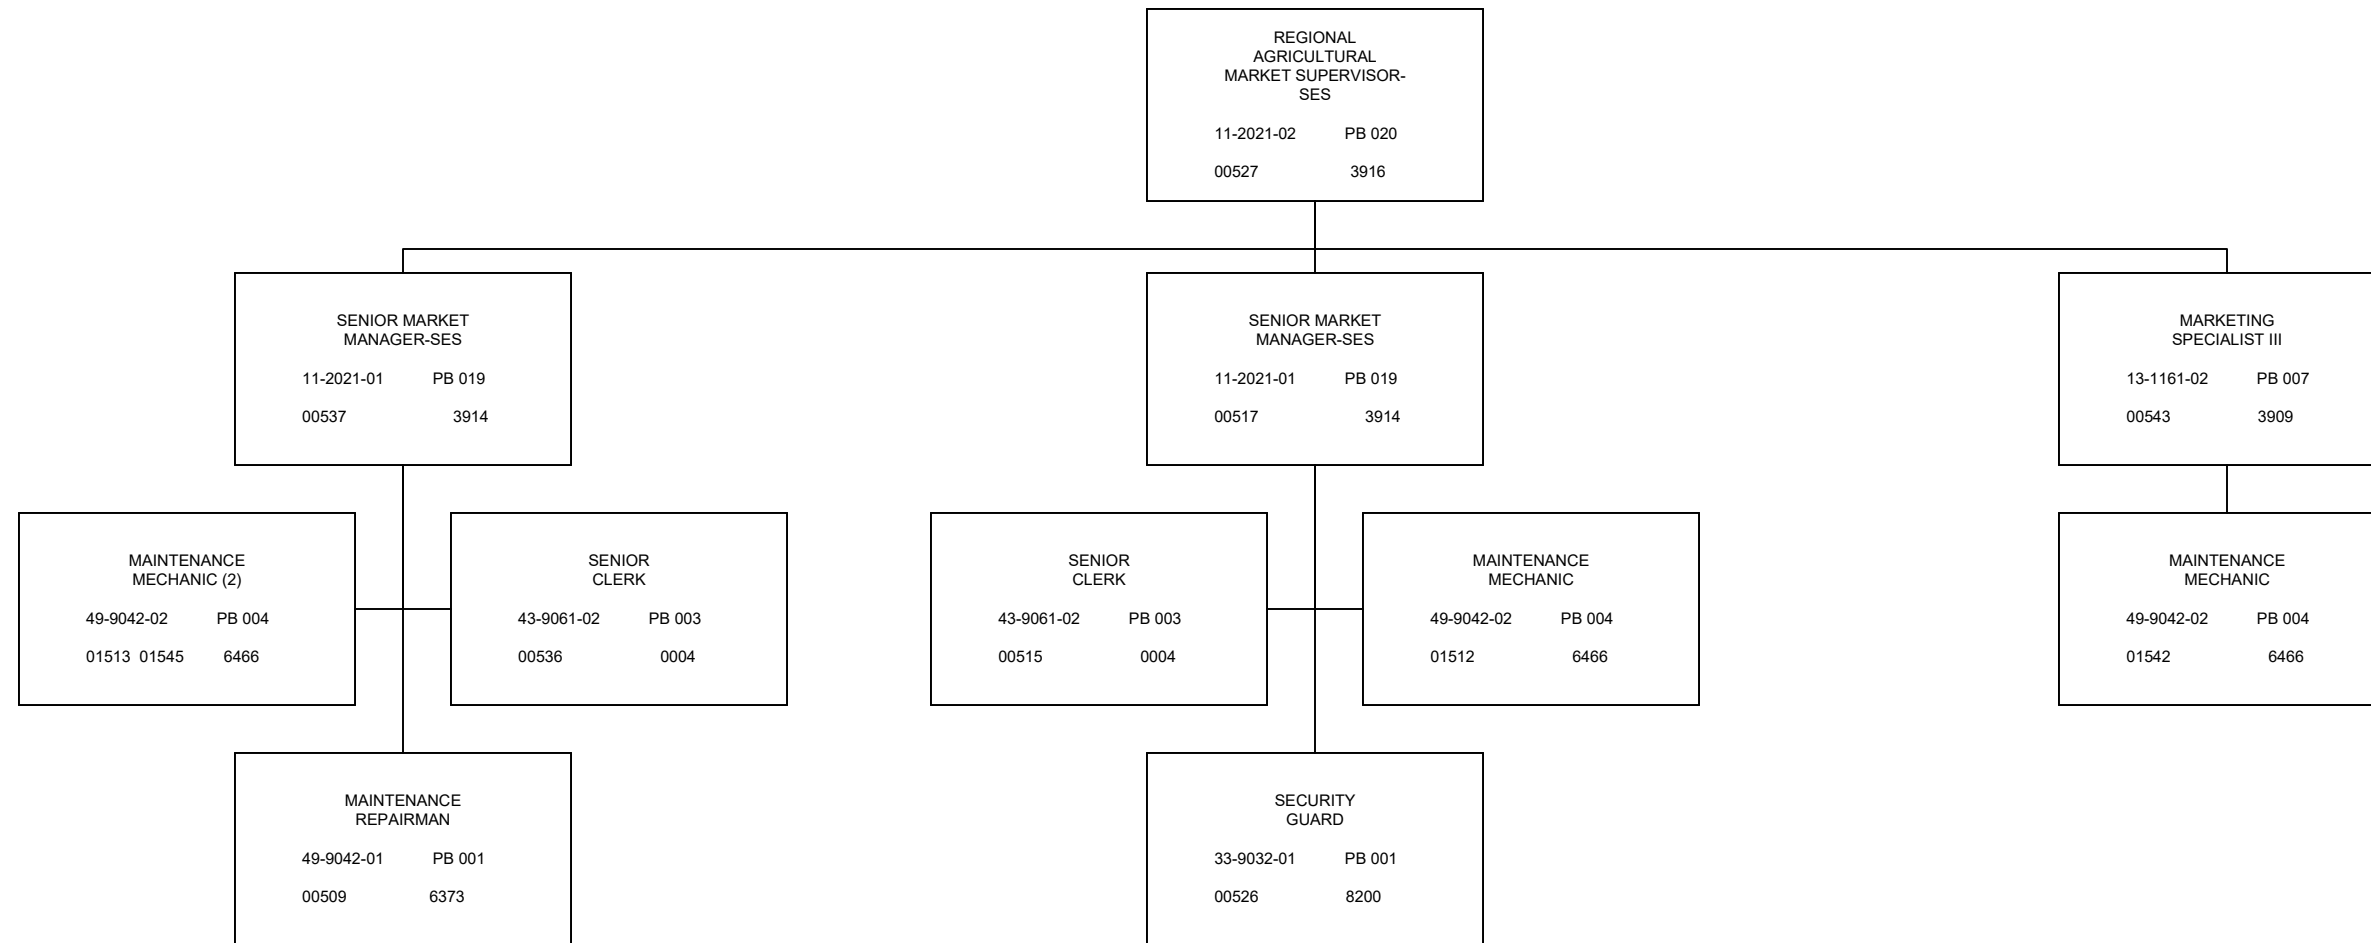 REGIONAL
AGRICULTURAL
MARKET SUPERVISOR-
SES
11-2021-02 PB 020
00527 3916
SENIOR MARKET
MANAGER-SES
11-2021-01 PB 019
00537 3914
SENIOR MARKET
MANAGER-SES
11-2021-01 PB 019
00517 3914
MARKETING
SPECIALIST III
13-1161-02 PB 007
00543 3909
MAINTENANCE
MECHANIC (2)
49-9042-02 PB 004
01513 01545 6466
SENIOR
CLERK
43-9061-02 PB 003
00536 0004
SENIOR
CLERK
43-9061-02 PB 003
00515 0004
MAINTENANCE
MECHANIC
49-9042-02 PB 004
01512 6466
MAINTENANCE
MECHANIC
49-9042-02 PB 004
01542 6466
MAINTENANCE
REPAIRMAN
49-9042-01 PB 001
00509 6373
SECURITY
GUARD
33-9032-01 PB 001
00526 8200